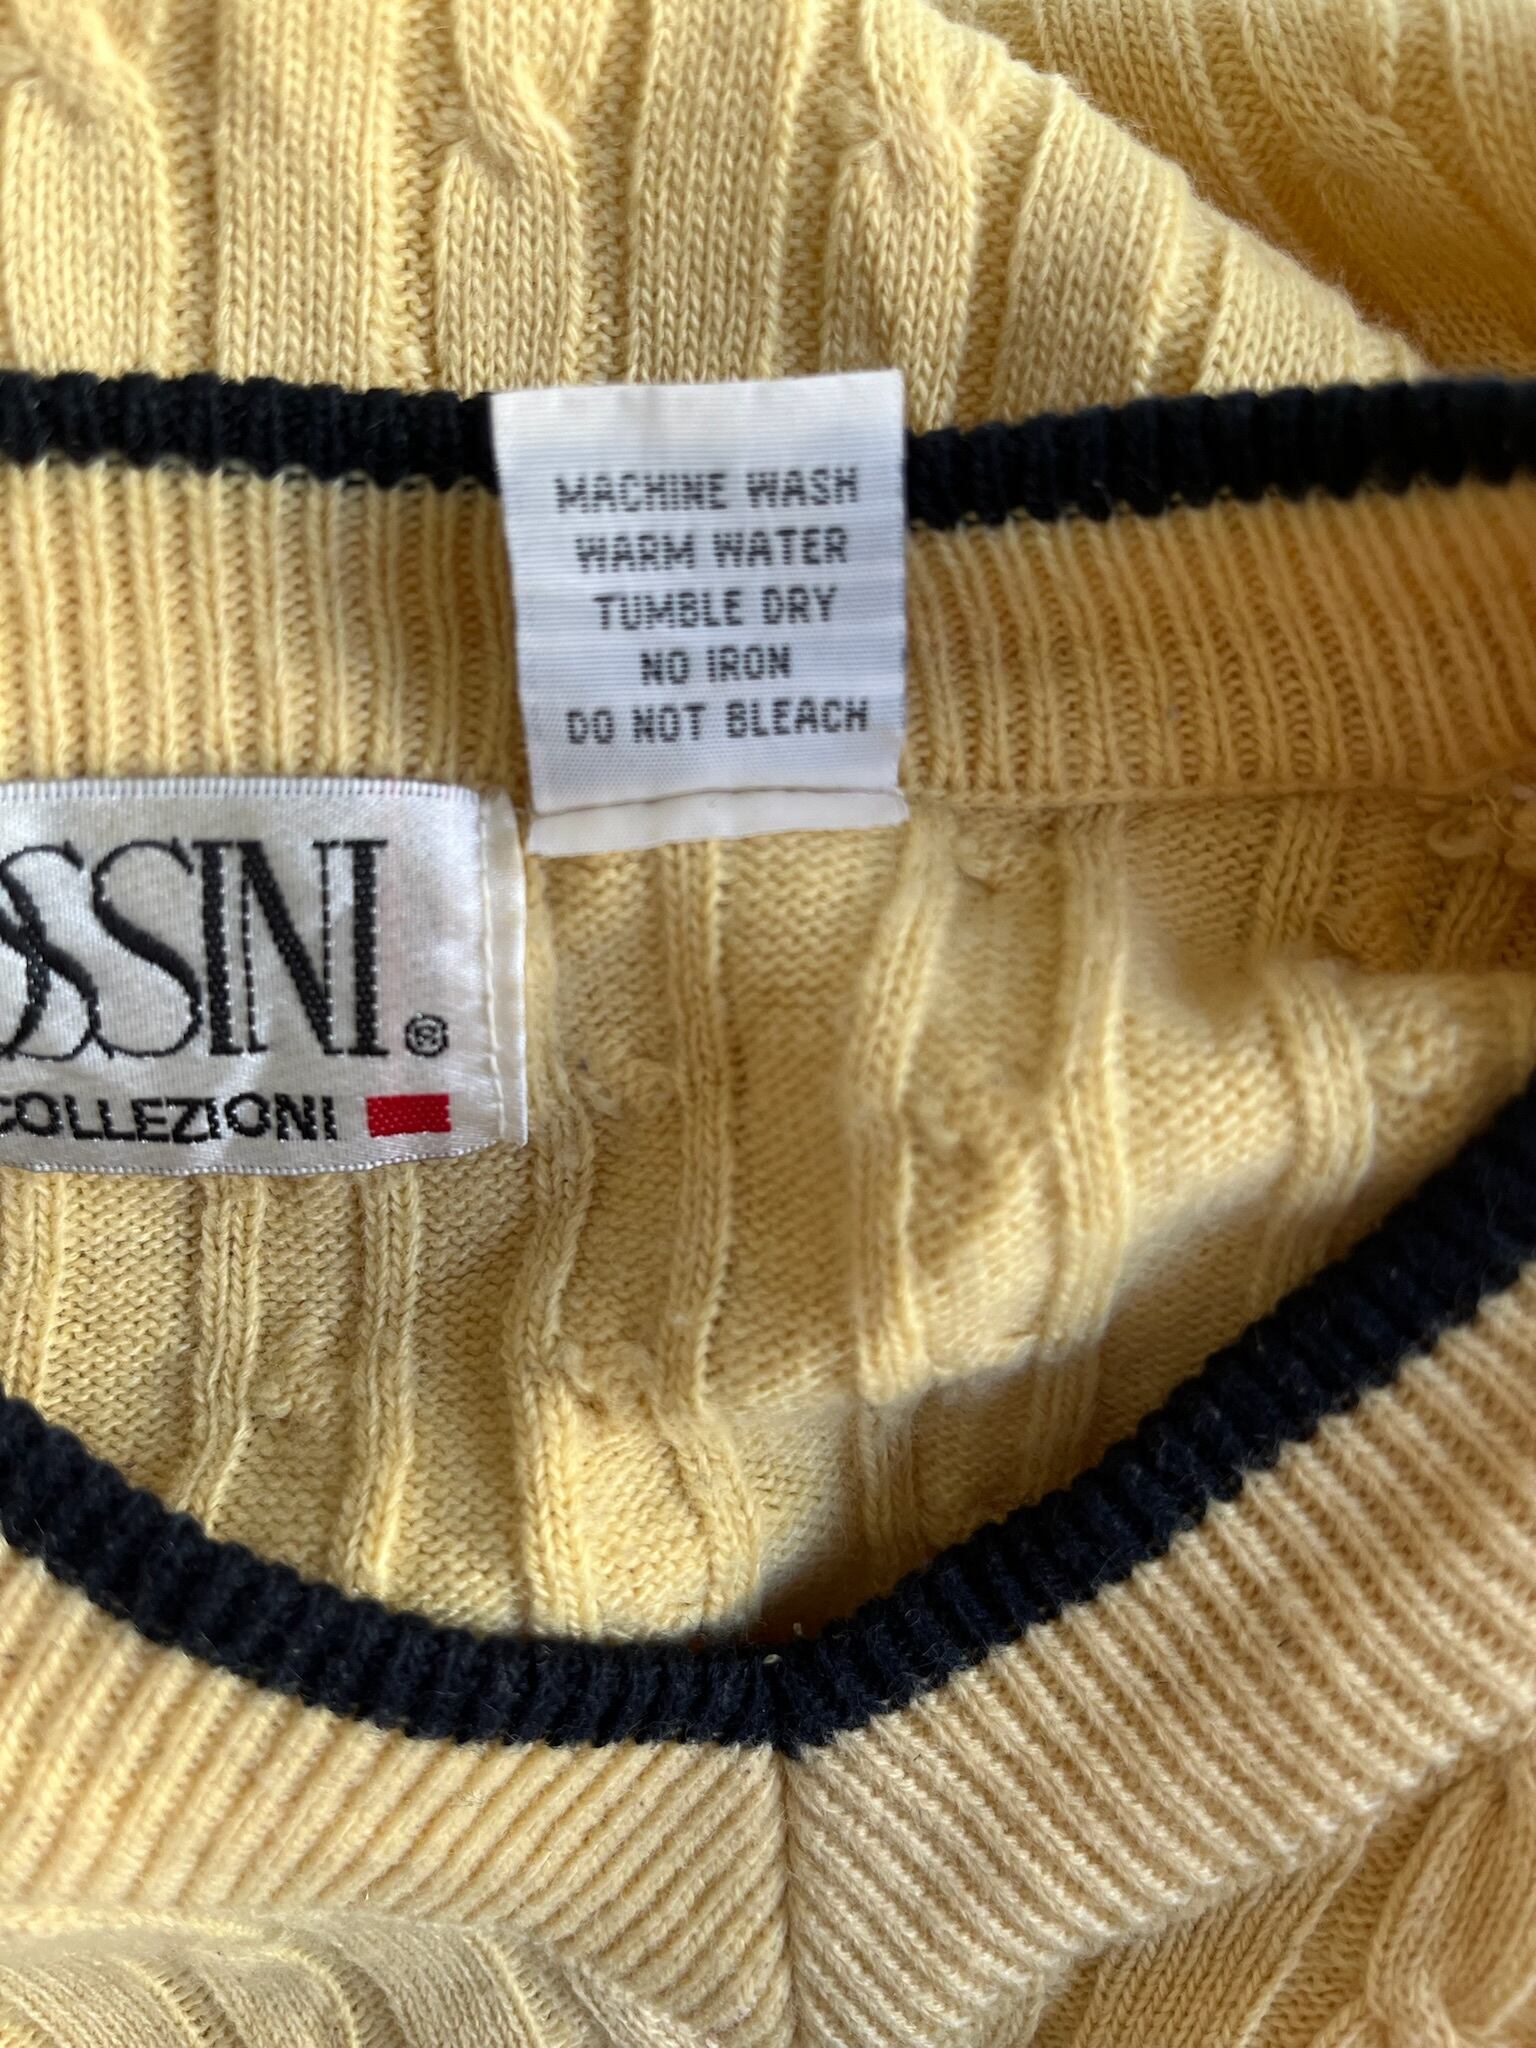 MACHINE WASH
WARM WATER
TUMBLE DRY
NO IRON
DO NOT BLEACH
SSINI®
COLLEZIONI